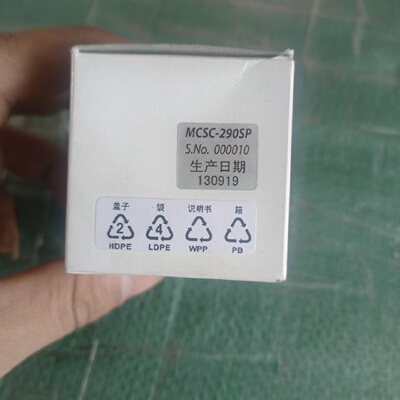 MCSC-290SP
S.No. 000010
生产日期
130919
盖子 袋 说明书 箱
2 4
HDPE LDPE WPP PB